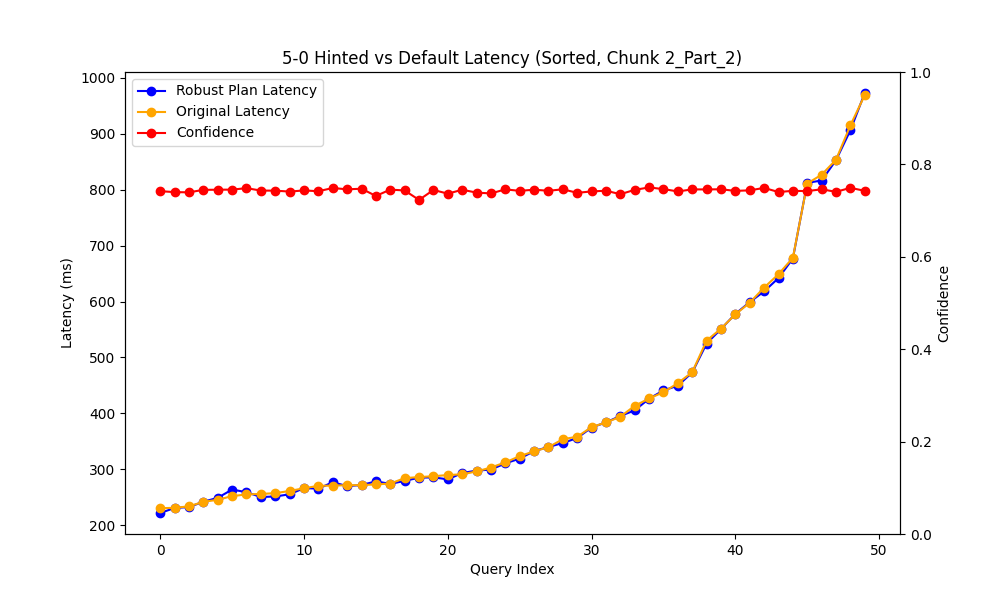 5-0 Hinted vs Default Latency (Sorted, Chunk 2_Part_2)
Robust Plan Latency
Original Latency
Confidence
1000
900
800
700
600
500
400
300
200
Latency (ms)
1.0
0.8
0.6
0.4
0.2
0.0
Confidence
0 10 20 30 40 50
Query Index